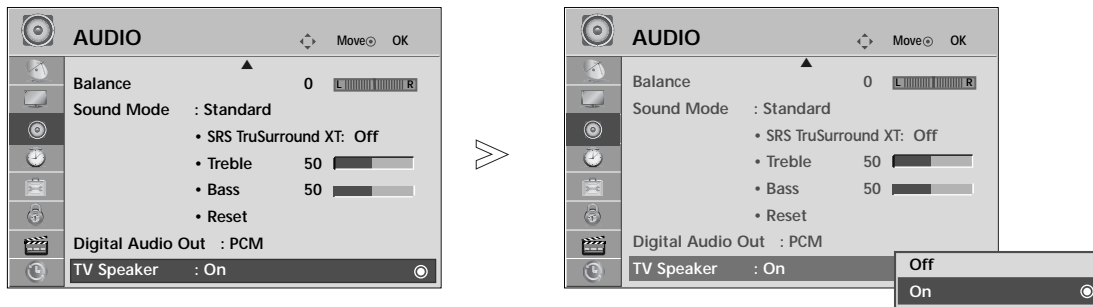 AUDIO Move OK
Balance 0 L R
Sound Mode : Standard
• SRS TruSurround XT: Off
• Treble 50
• Bass 50
• Reset
Digital Audio Out : PCM
TV Speaker : On
AUDIO Move OK
Balance 0 L R
Sound Mode : Standard
• SRS TruSurround XT: Off
• Treble 50
• Bass 50
• Reset
Digital Audio Out : PCM
TV Speaker : On
Off
On